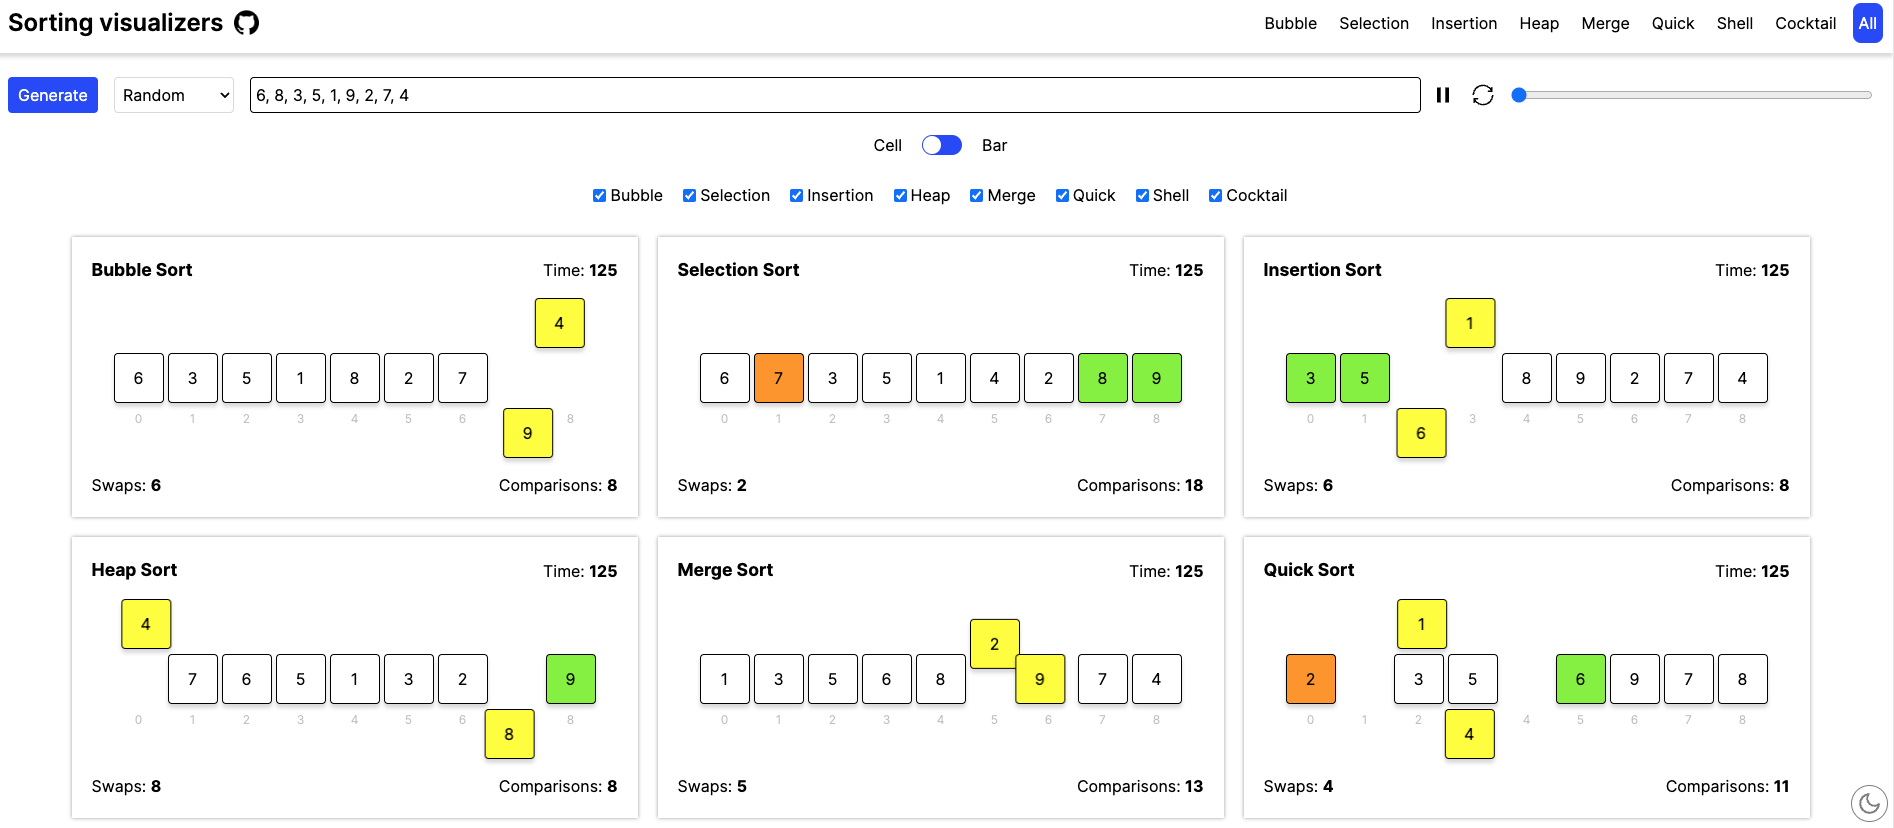 Sorting visualizers
Bubble Selection Insertion Heap Merge Quick Shell Cocktail All
Generate Random 6, 8, 3, 5, 1, 9, 2, 7, 4
Cell Bar
Bubble Selection Insertion Heap Merge Quick Shell Cocktail
Bubble Sort Time: 125
4
6 3 5 1 8 2 7
0 1 2 3 4 5 6 8
9
Swaps: 6 Comparisons: 8
Selection Sort Time: 125
6 7 3 5 1 4 2 8 9
0 1 2 3 4 5 6 7 8
Swaps: 2 Comparisons: 18
Insertion Sort Time: 125
1
3 5 8 9 2 7 4
0 1 3 4 5 6 7 8
6
Swaps: 6 Comparisons: 8
Heap Sort Time: 125
4
7 6 5 1 3 2 9
0 1 2 3 4 5 6 8
8
Swaps: 8 Comparisons: 8
Merge Sort Time: 125
2
1 3 5 6 8 9 7 4
0 1 2 3 4 5 6 7 8
Swaps: 5 Comparisons: 13
Quick Sort Time: 125
1
2 3 5 6 9 7 8
0 1 2 4 5 6 7 8
4
Swaps: 4 Comparisons: 11